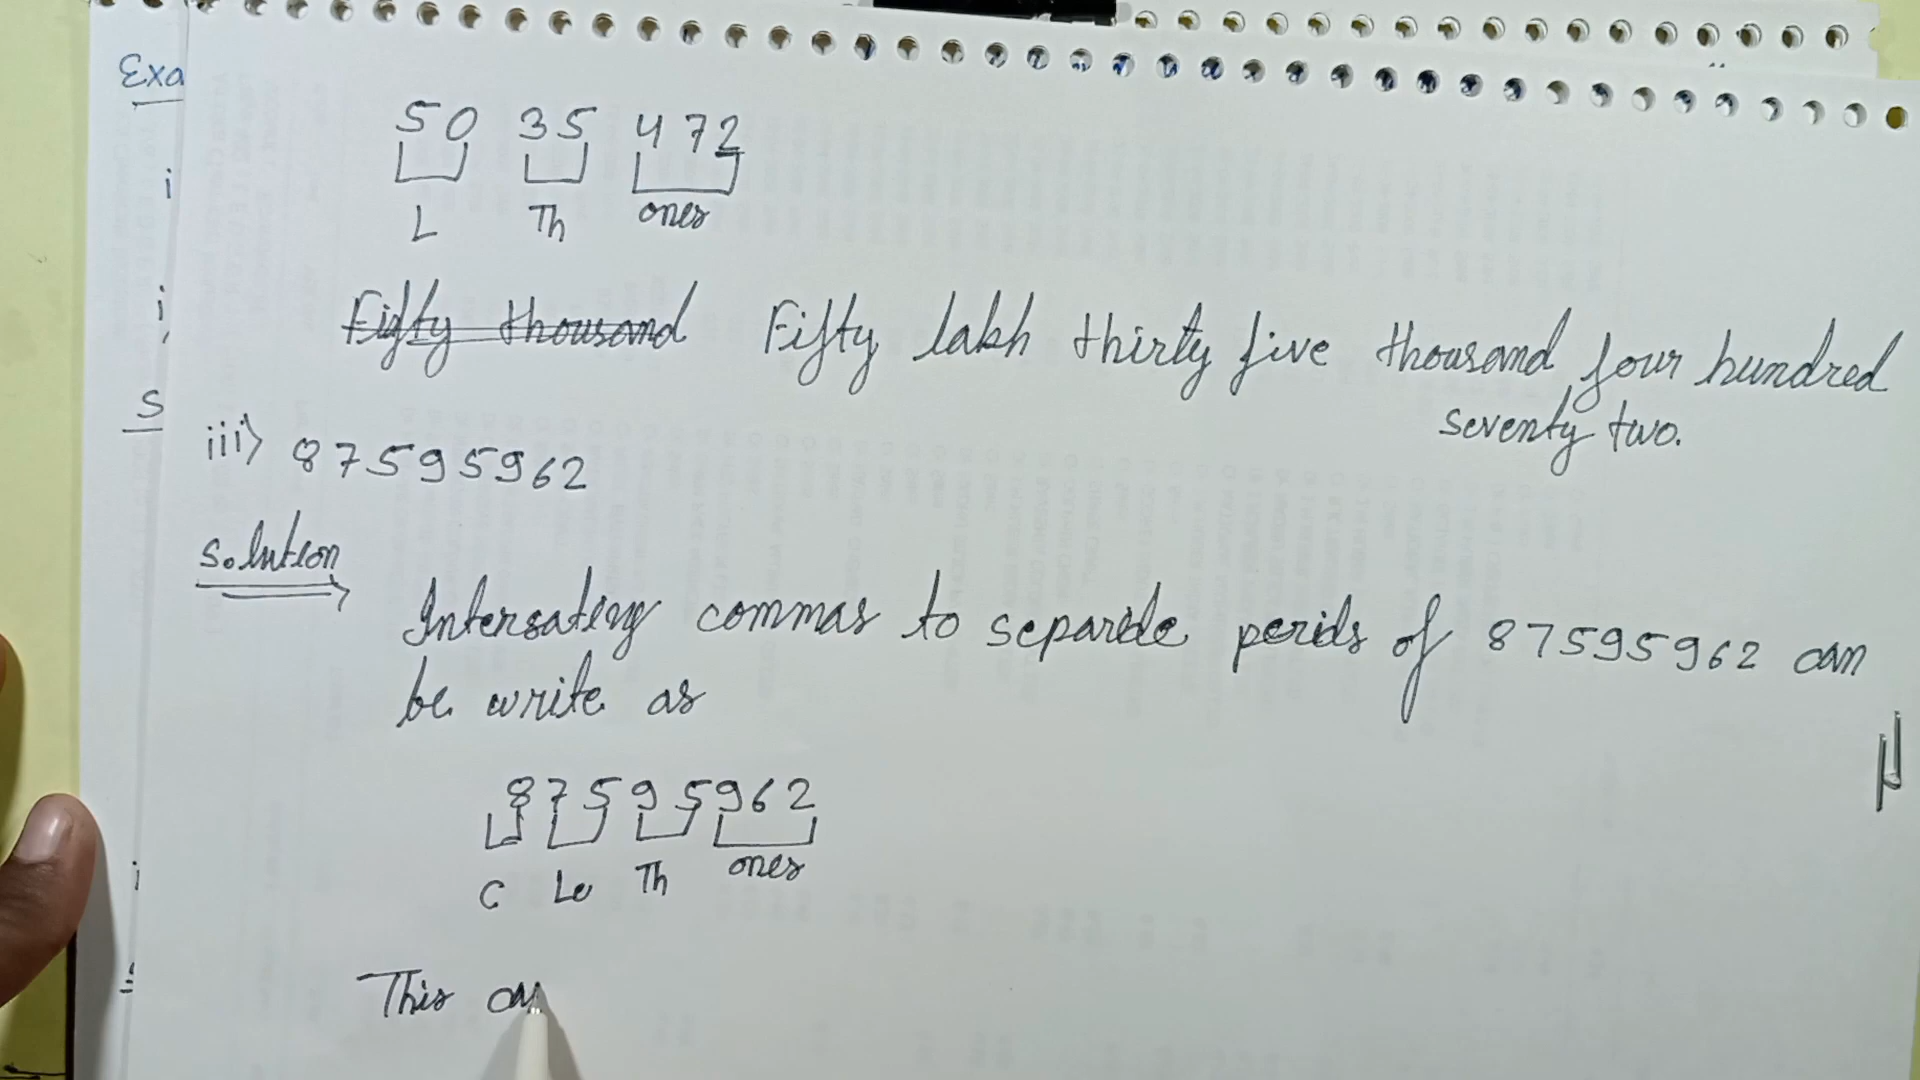 Exa
50 35 472
L Th ones
Fifty thousand Fifty lakh thirty five thousand four hundred
seventy two.
iii) 87595962
Solution
Intersating commas to separate perids of 87595962 can
be write as
87595962
C La Th ones
This can